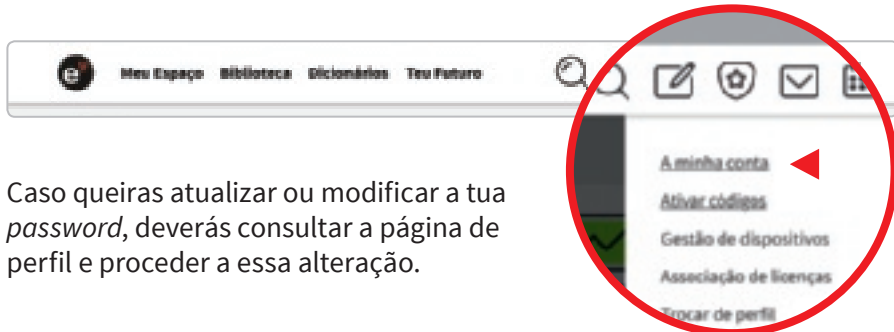 e
Meu Espaço Biblioteca Dicionários Teu Futuro
A minha conta
Ativar códigos
Gestão de dispositivos
Associação de licenças
Trocar de perfil
Caso queiras atualizar ou modificar a tua
password, deverás consultar a página de
perfil e proceder a essa alteração.